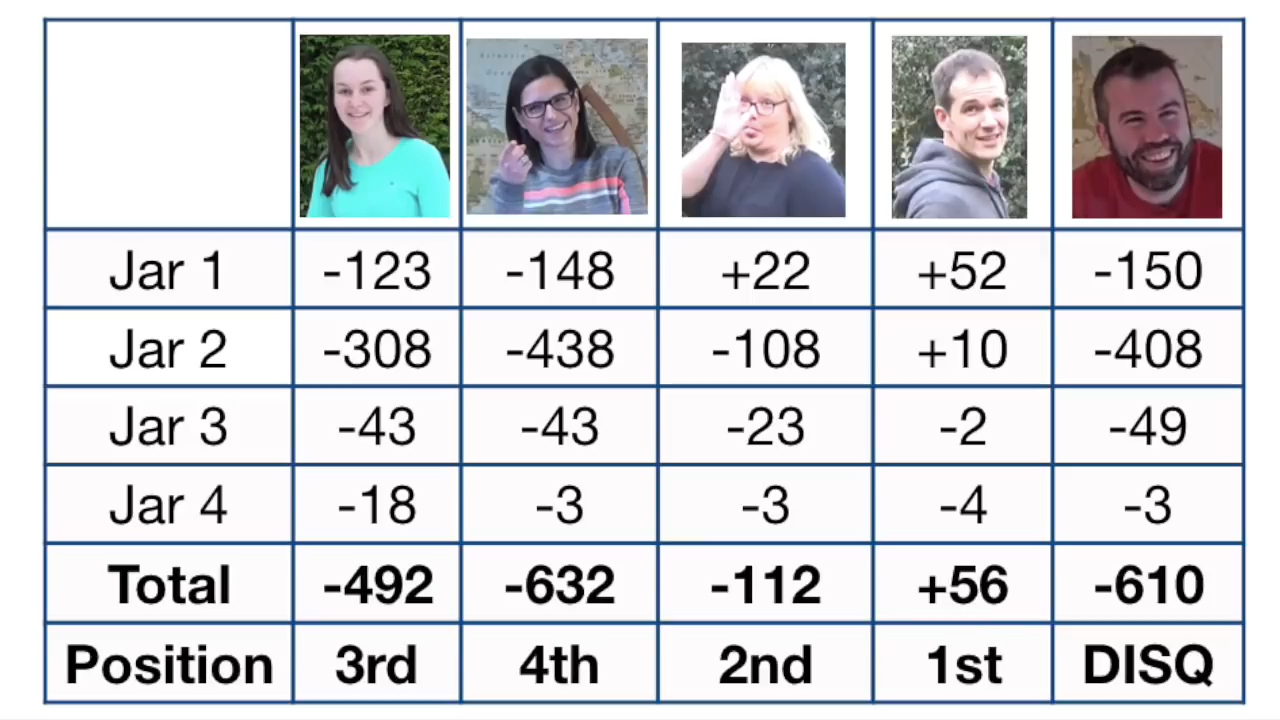 Jar 1 -123 -148 +22 +52 -150
Jar 2 -308 -438 -108 +10 -408
Jar 3 -43 -43 -23 -2 -49
Jar 4 -18 -3 -3 -4 -3
Total -492 -632 -112 +56 -610
Position 3rd 4th 2nd 1st DISQ